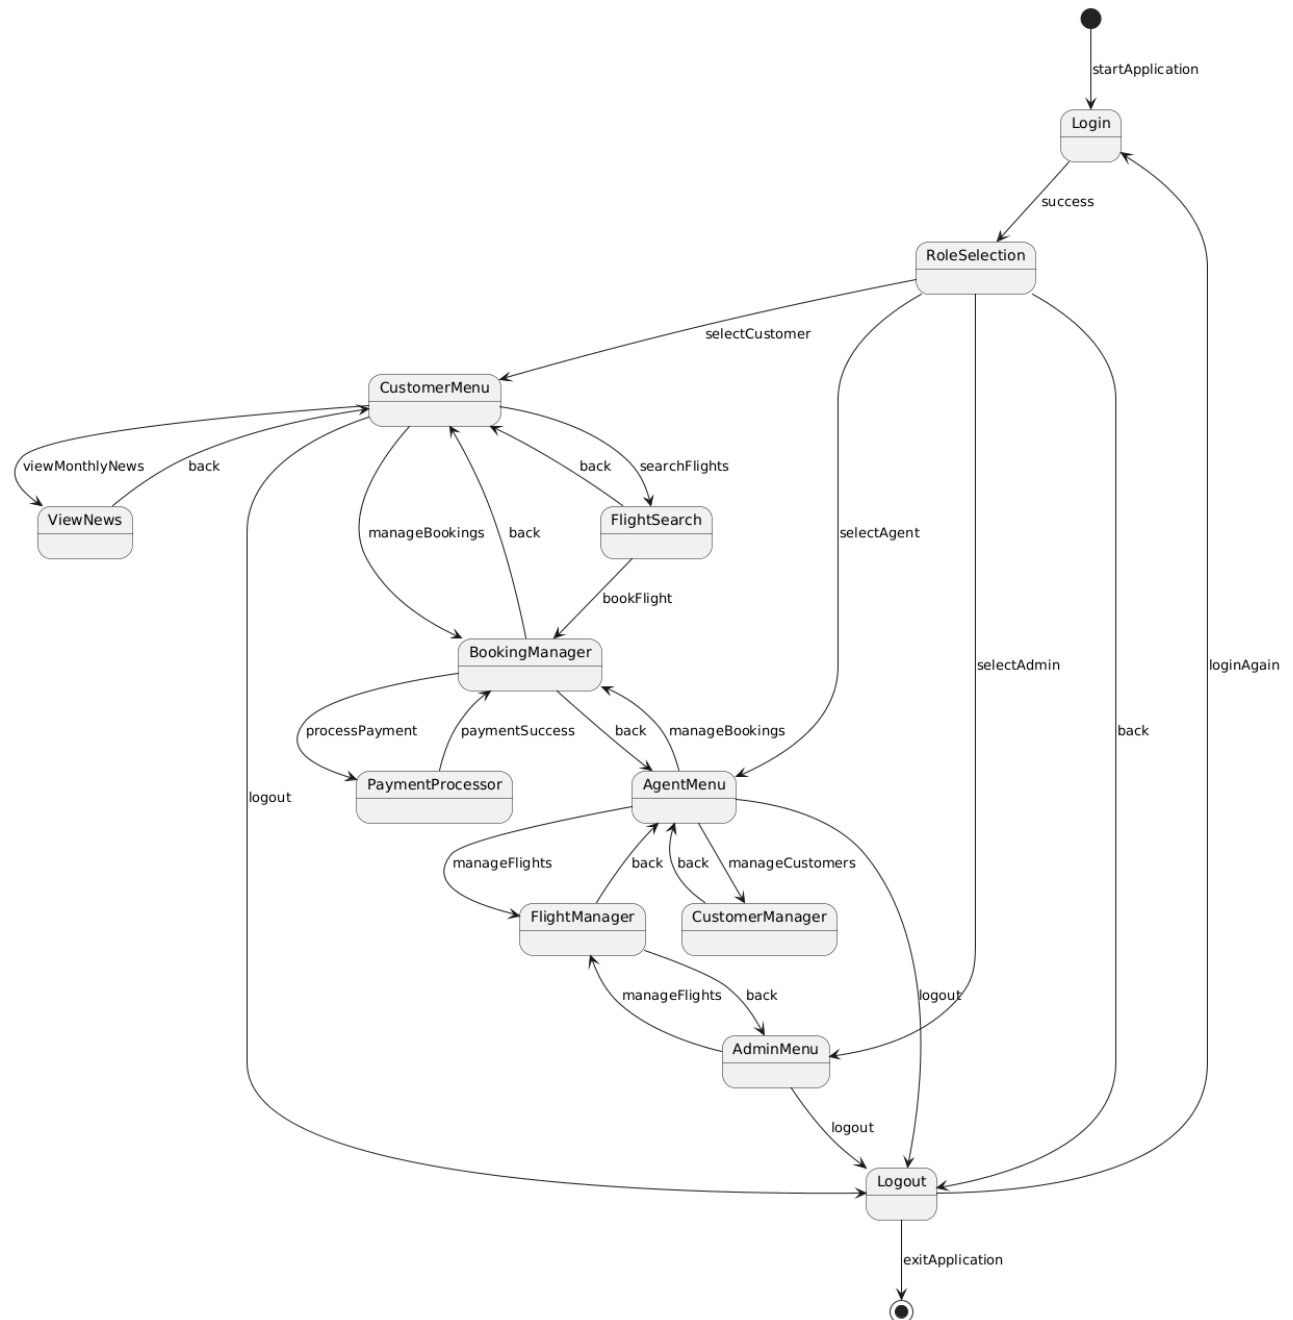 startApplication
Login
success
RoleSelection
selectCustomer
CustomerMenu
viewMonthlyNews
back
back
searchFlights
ViewNews
manageBookings
back
FlightSearch
selectAgent
bookFlight
BookingManager
selectAdmin
loginAgain
processPayment
paymentSuccess
back
manageBookings
back
PaymentProcessor
AgentMenu
logout
manageFlights
back
back
manageCustomers
FlightManager
CustomerManager
manageFlights
back
logout
AdminMenu
logout
Logout
exitApplication